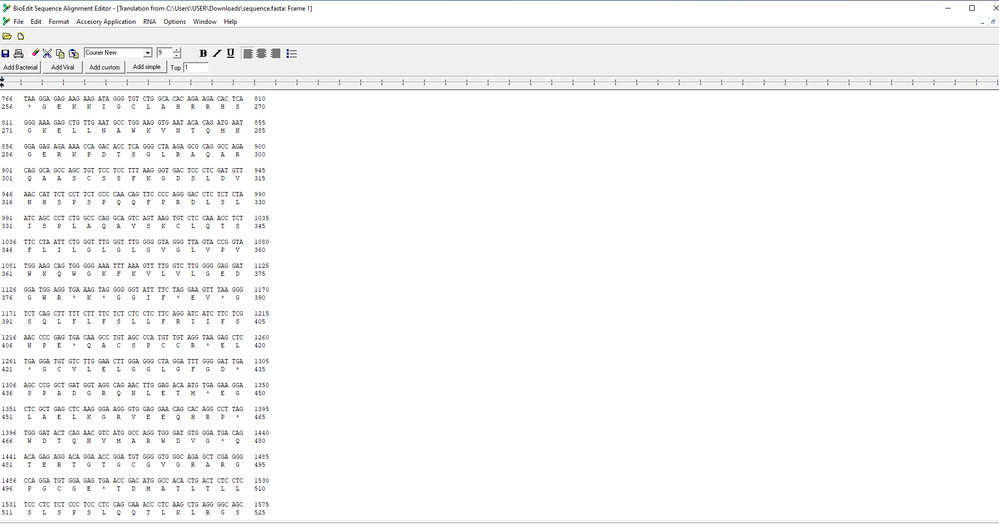 BioEdit Sequence Alignment Editor - [Translation from C:\Users\USER\Downloads\sequence.fasta: Frame 1]
File Edit Format Accesory Application RNA Options Window Help
Courier New 9 B I U
Add Bacterial Add Viral Add custom Add simple Top 1
766 TAA GGA GAG AAG AAG ATA GGG TGT CTG GCA CAC AGA AGA CAC TCA 810
256 * G E K K I G C L A H R R H S 270
811 GGG AAA GAG CTG TTG AAT GCC TGG AAG GTG AAT ACA CAG ATG AAT 855
271 G K E L L N A W K V N T Q M N 285
856 GGA GAG AGA AAA CCA GAC ACC TCA GGG CTA AGA GCG CAG GCC AGA 900
286 G E R K P D T S G L R A Q A R 300
901 CAG GCA GCC AGC TGT TCC TCC TTT AAG GGT GAC TCC CTC GAT GTT 945
301 Q A A S C S S F K G D S L D V 315
946 AAC CAT TCT CCT TCT CCC CAA CAG TTC CCC AGG GAC CTC TCT CTA 990
316 N H S P S P Q Q F P R D L S L 330
991 ATC AGC CCT CTG GCC CAG GCA GTC AGT AAG TGT CTC CAA ACC TCT 1035
331 I S P L A Q A V S K C L Q T S 345
1036 TTC CTA ATT CTG GGT TTG GGT TTG GGG GTA GGG TTA GTA CCG GTA 1080
346 F L I L G L G L G V G L V P V 360
1081 TGG AAG CAG TGG GGG AAA TTT AAA GTT TTG GTC TTG GGG GAG GAT 1125
361 W K Q W G K F K V L V L G E D 375
1126 GGA TGG AGG TGA AAG TAG GGG GGT ATT TTC TAG GAA GTT TAA GGG 1170
376 G W R * K * G G I F * E V * G 390
1171 TCT CAG CTT TTT CTT TTC TCT CTC CTC TTC AGG ATC ATC TTC TCG 1215
391 S Q L F L F S L L F R I I F S 405
1216 AAC CCC GAG TGA CAA GCC TGT AGC CCA TGT TGT AGG TAA GAG CTC 1260
406 N P E * Q A C S P C C R * E L 420
1261 TGA GGA TGT GTC TTG GAA CTT GGA GGG CTA GGA TTT GGG GAT TGA 1305
421 * G C V L E L G G L G F G D * 435
1306 AGC CCG GCT GAT GGT AGG CAG AAC TTG GAG ACA ATG TGA GAA GGA 1350
436 S P A D G R Q N L E T M * E G 450
1351 CTC GCT GAG CTC AAG GGA AGG GTG GAG GAA CAG CAC AGG CCT TAG 1395
451 L A E L K G R V E E Q H R P * 465
1396 TGG GAT ACT CAG AAC GTC ATG GCC AGG TGG GAT GTG GGA TGA CAG 1440
466 W D T Q N V M A R W D V G * Q 480
1441 ACA GAG AGG ACA GGA ACC GGA TGT GGG GTG GGC AGA GCT CGA GGG 1485
481 T E R T G T G C G V G R A R G 495
1486 CCA GGA TGT GGA GAG TGA ACC GAC ATG GCC ACA CTG ACT CTC CTC 1530
496 P G C G E * T D M A T L T L L 510
1531 TCC CTC TCT CCC TCC CTC CAG CAA ACC CTC AAG CTG AGG GGC AGC 1575
511 S L S P S L Q Q T L K L R G S 525